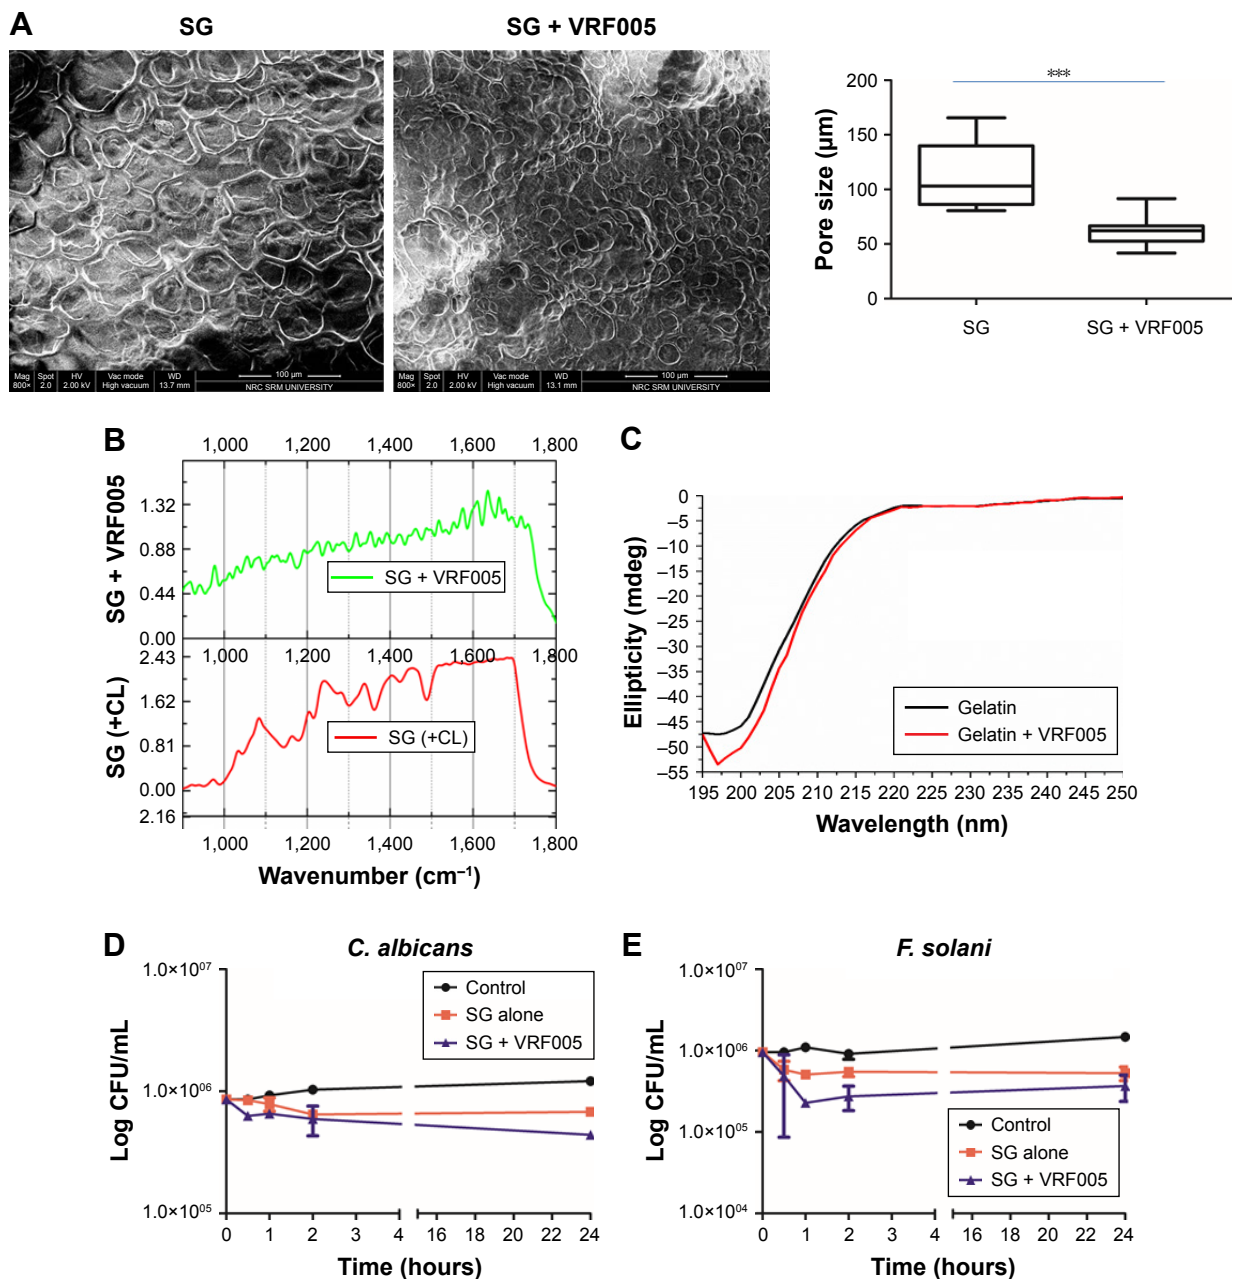 A
SG
SG + VRF005
Mag Spot HV Vac mode WD 100 µm
800× 2.0 2.00 kV High vacuum 13.7 mm NRC SRM UNIVERSITY
Mag Spot HV Vac mode WD 100 µm
800× 2.0 2.00 kV High vacuum 13.1 mm NRC SRM UNIVERSITY
***
Pore size (µm)
200
150
100
50
0
SG
SG + VRF005
B
1,000 1,200 1,400 1,600 1,800
SG + VRF005
1.32
0.88
0.44
0.00
SG + VRF005
1,000 1,200 1,400 1,600 1,800
SG (+CL)
2.43
1.62
0.81
0.00
2.16
SG (+CL)
1,000 1,200 1,400 1,600 1,800
Wavenumber (cm⁻¹)
C
Ellipticity (mdeg)
0
–5
–10
–15
–20
–25
–30
–35
–40
–45
–50
–55
Gelatin
Gelatin + VRF005
195 200 205 210 215 220 225 230 235 240 245 250
Wavelength (nm)
D
C. albicans
Log CFU/mL
1.0×10⁰⁷
1.0×10⁰⁶
1.0×10⁰⁵
Control
SG alone
SG + VRF005
0 1 2 3 4 16 18 20 22 24
Time (hours)
E
F. solani
Log CFU/mL
1.0×10⁰⁷
1.0×10⁰⁶
1.0×10⁰⁵
1.0×10⁰⁴
Control
SG alone
SG + VRF005
0 1 2 3 4 16 18 20 22 24
Time (hours)